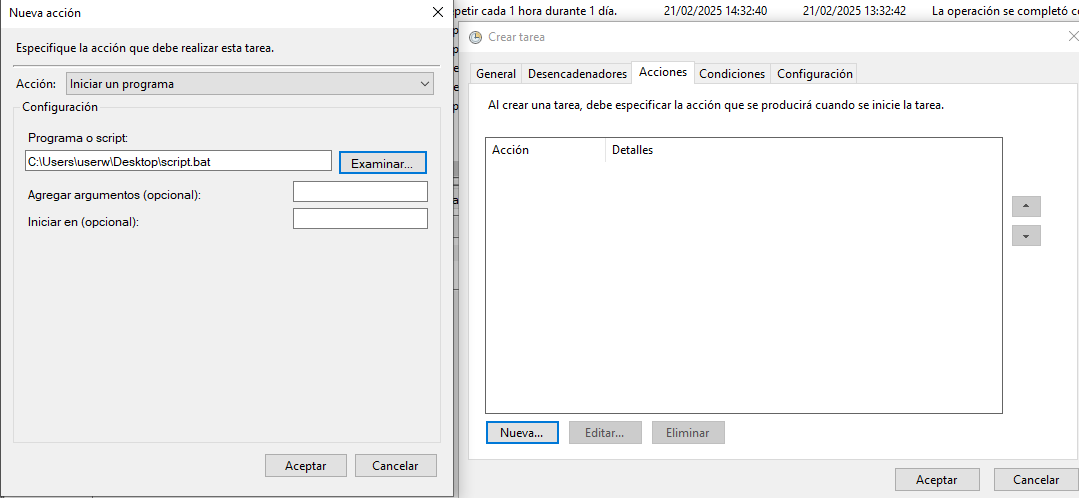 Nueva acción
Especifique la acción que debe realizar esta tarea.
Acción: Iniciar un programa
Configuración
Programa o script:
C:\Users\userw\Desktop\script.bat Examinar...
Agregar argumentos (opcional):
Iniciar en (opcional):
Aceptar Cancelar
cada 1 hora durante 1 día. 21/02/2025 14:32:40 21/02/2025 13:32:42 La operación se completó
Crear tarea
General Desencadenadores Acciones Condiciones Configuración
Al crear una tarea, debe especificar la acción que se producirá cuando se inicie la tarea.
Acción Detalles
Nueva... Editar... Eliminar
Aceptar Cancelar